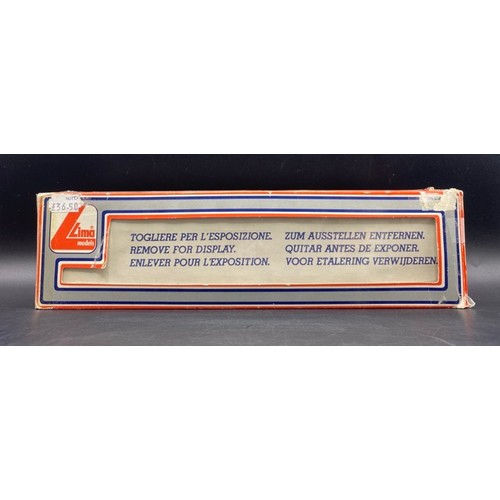 £36.50
Lima
models
TOGLIERE PER L'ESPOSIZIONE.
REMOVE FOR DISPLAY.
ENLEVER POUR L'EXPOSITION.
ZUM AUSSTELLEN ENTFERNEN.
QUITAR ANTES DE EXPONER.
VOOR ETALERING VERWIJDEREN.